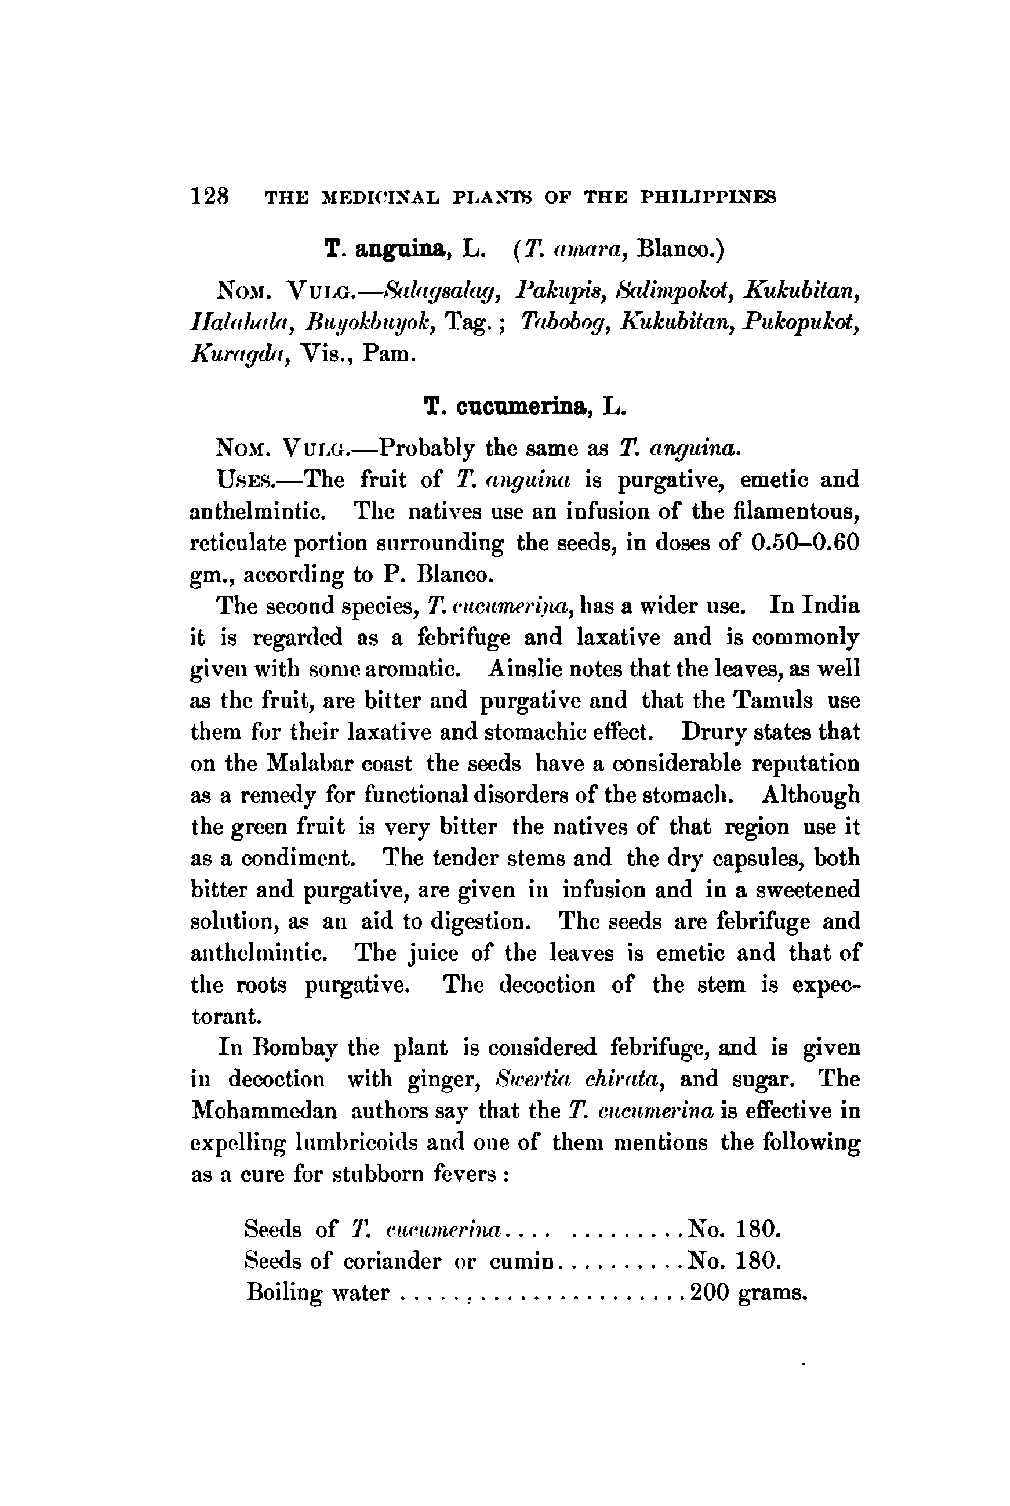 128 THE MEDICINAL PLANTS OF THE PHILIPPINES
T. anguina, L. (T. amara, Blanco.)
NOM. VULG.—Salagsalag, Pakupis, Salimpokot, Kukubitan,
Halahala, Buyokbuyok, Tag.; Tabobog, Kukubitan, Pukopukot,
Kuragda, Vis., Pam.
T. cucumerina, L.
NOM. VULG.—Probably the same as T. anguina.
USES.—The fruit of T. anguina is purgative, emetic and
anthelmintic. The natives use an infusion of the filamentous,
reticulate portion surrounding the seeds, in doses of 0.50–0.60
gm., according to P. Blanco.
The second species, T. cucumerina, has a wider use. In India
it is regarded as a febrifuge and laxative and is commonly
given with some aromatic. Ainslie notes that the leaves, as well
as the fruit, are bitter and purgative and that the Tamuls use
them for their laxative and stomachic effect. Drury states that
on the Malabar coast the seeds have a considerable reputation
as a remedy for functional disorders of the stomach. Although
the green fruit is very bitter the natives of that region use it
as a condiment. The tender stems and the dry capsules, both
bitter and purgative, are given in infusion and in a sweetened
solution, as an aid to digestion. The seeds are febrifuge and
anthelmintic. The juice of the leaves is emetic and that of
the roots purgative. The decoction of the stem is expec-
torant.
In Bombay the plant is considered febrifuge, and is given
in decoction with ginger, Swertia chirata, and sugar. The
Mohammedan authors say that the T. cucumerina is effective in
expelling lumbricoids and one of them mentions the following
as a cure for stubborn fevers:
Seeds of T. cucumerina.... .........No. 180.
Seeds of coriander or cumin..........No. 180.
Boiling water ......................200 grams.